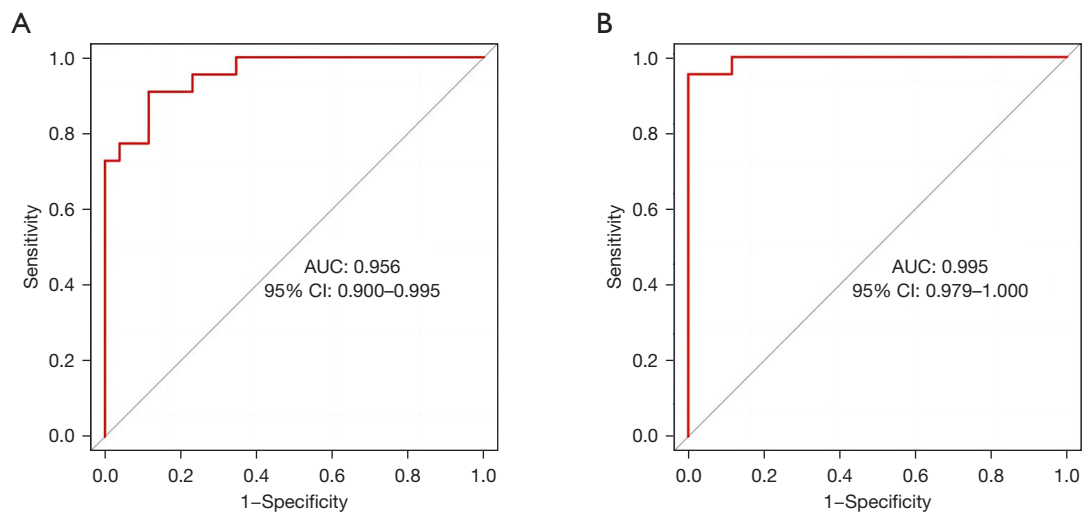 A
1.0
0.8
0.6
0.4
0.2
0.0
Sensitivity
AUC: 0.956
95% CI: 0.900–0.995
0.0 0.2 0.4 0.6 0.8 1.0
1–Specificity
B
1.0
0.8
0.6
0.4
0.2
0.0
Sensitivity
AUC: 0.995
95% CI: 0.979–1.000
0.0 0.2 0.4 0.6 0.8 1.0
1–Specificity